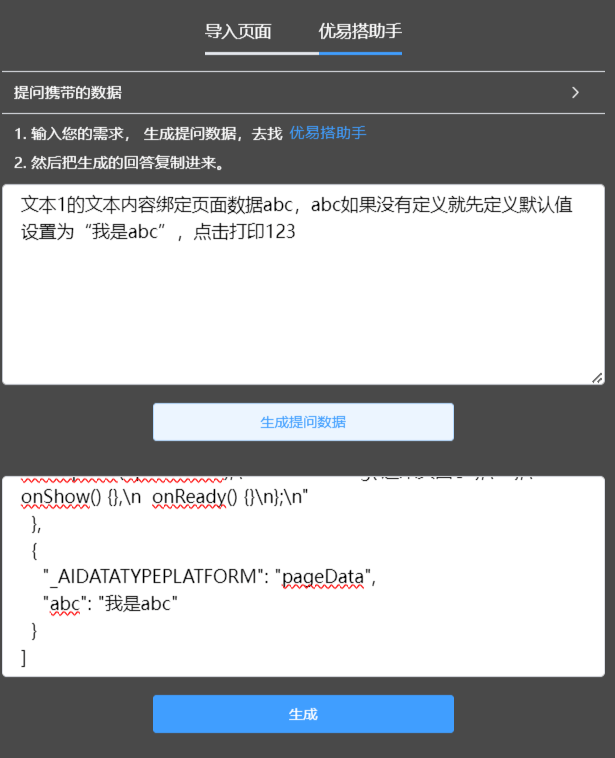 导入页面 优易搭助手
提问携带的数据
1. 输入您的需求， 生成提问数据，去找 优易搭助手
2. 然后把生成的回答复制进来。
文本1的文本内容绑定页面数据abc，abc如果没有定义就先定义默认值
设置为“我是abc”，点击打印123
生成提问数据
onShow() {},\n  onReady() {}\n};\n"
  },
  {
    "_AIDATATYPEPLATFORM": "pageData",
    "abc": "我是abc"
  }
]
生成